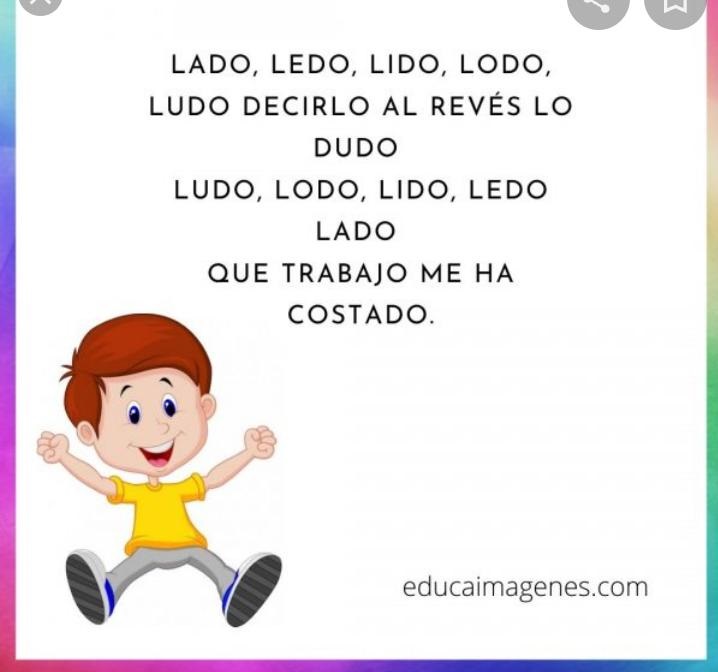 LADO, LEDO, LIDO, LODO,
LUDO DECIRLO AL REVÉS LO
DUDO
LUDO, LODO, LIDO, LEDO
LADO
QUE TRABAJO ME HA
COSTADO.
educaimagenes.com